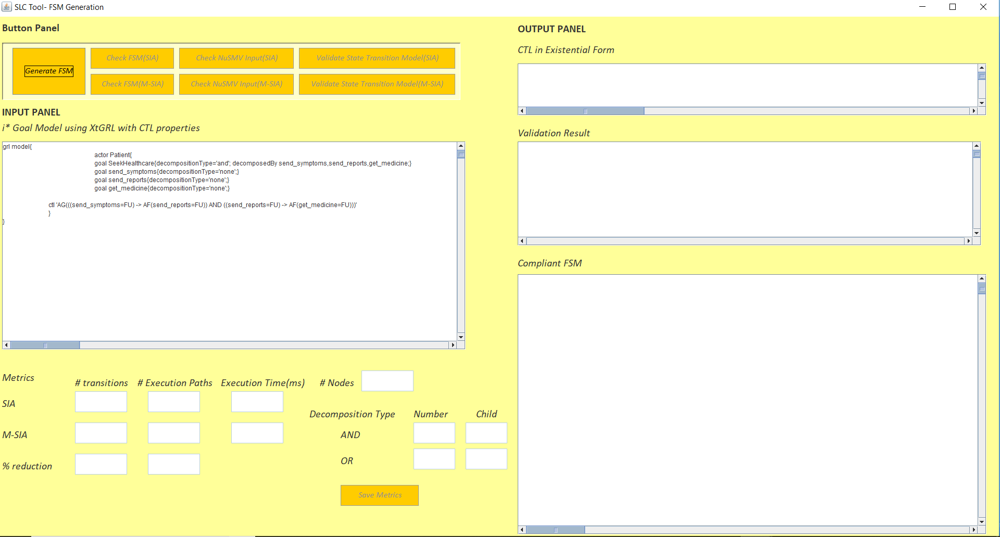 SLC Tool- FSM Generation
Button Panel
Generate FSM
Check FSM(SIA)
Check NuSMV Input(SIA)
Validate State Transition Model(SIA)
Check FSM(M-SIA)
Check NuSMV Input(M-SIA)
Validate State Transition Model(M-SIA)
INPUT PANEL
i* Goal Model using XtGRL with CTL properties
grl model{
actor Patient{
goal SeekHealthcare{decompositionType='and'; decomposedBy send_symptoms,send_reports,get_medicine;}
goal send_symptoms{decompositionType='none';}
goal send_reports{decompositionType='none';}
goal get_medicine{decompositionType='none';}
ctl 'AG(((send_symptoms=FU) -> AF(send_reports=FU)) AND ((send_reports=FU) -> AF(get_medicine=FU)))'
}
}
Metrics
# transitions
# Execution Paths
Execution Time(ms)
# Nodes
SIA
M-SIA
% reduction
Decomposition Type
Number
Child
AND
OR
Save Metrics
OUTPUT PANEL
CTL in Existential Form
Validation Result
Compliant FSM